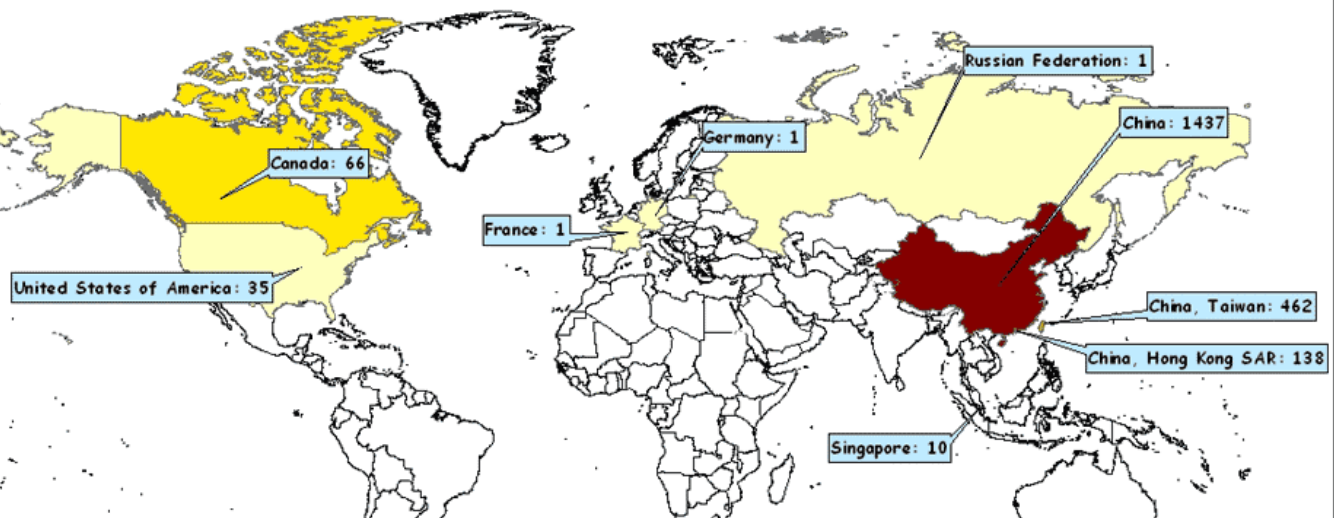 Russian Federation: 1
China: 1437
Germany: 1
Canada: 66
France: 1
United States of America: 35
China, Taiwan: 462
China, Hong Kong SAR: 138
Singapore: 10